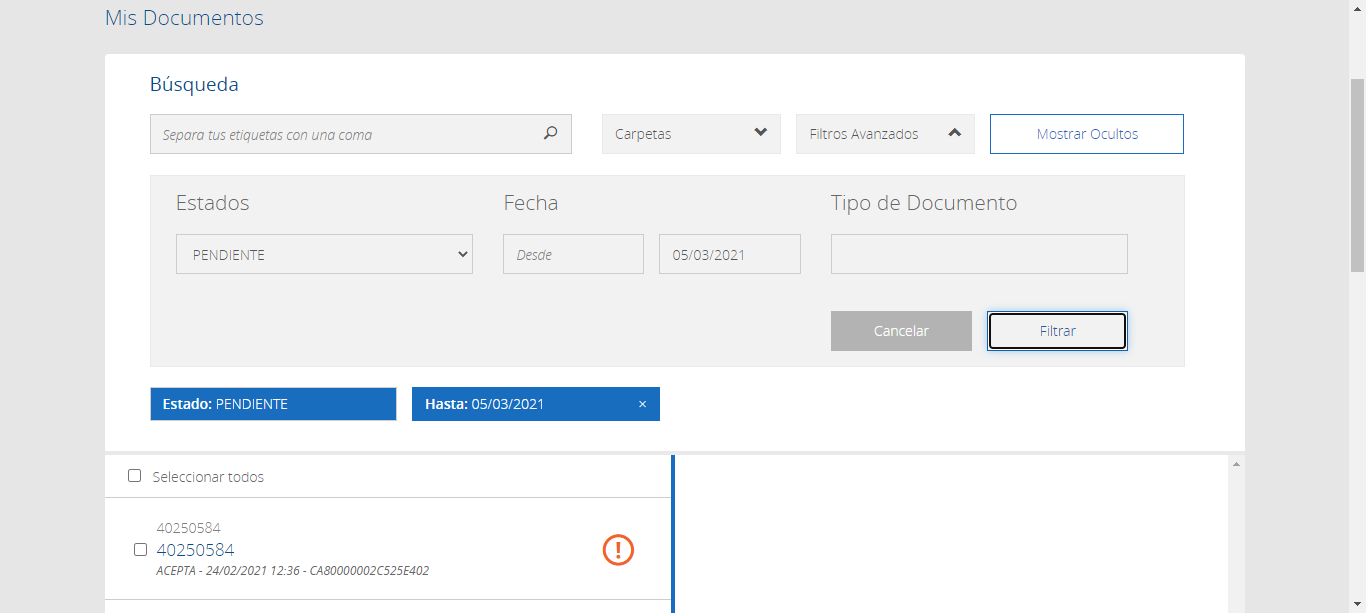 Mis Documentos
Búsqueda
Separa tus etiquetas con una coma
Carpetas
Filtros Avanzados
Mostrar Ocultos
Estados
Fecha
Tipo de Documento
PENDIENTE
Desde
05/03/2021
Cancelar
Filtrar
Estado: PENDIENTE
Hasta: 05/03/2021 ×
Seleccionar todos
40250584
40250584
ACEPTA - 24/02/2021 12:36 - CA80000002C525E402